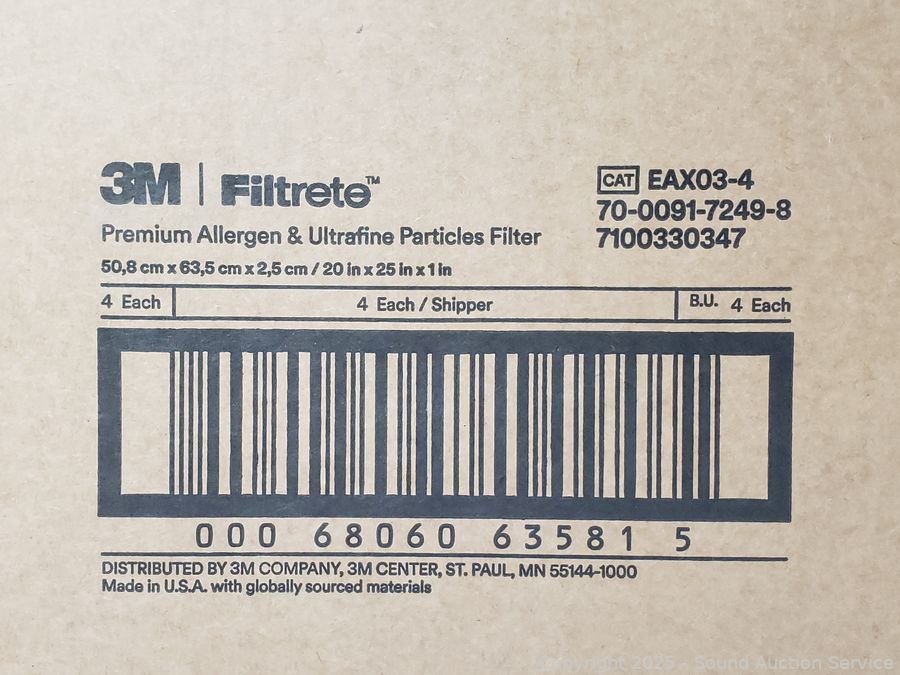 3M | Filtrete™
Premium Allergen & Ultrafine Particles Filter
50,8 cm x 63,5 cm x 2,5 cm / 20 in x 25 in x 1 in
CAT EAX03-4
70-0091-7249-8
7100330347
4 Each 4 Each / Shipper B.U. 4 Each
000 68060 63581 5
DISTRIBUTED BY 3M COMPANY, 3M CENTER, ST. PAUL, MN 55144-1000
Made in U.S.A. with globally sourced materials
Copyright 2025 - Sound Auction Service